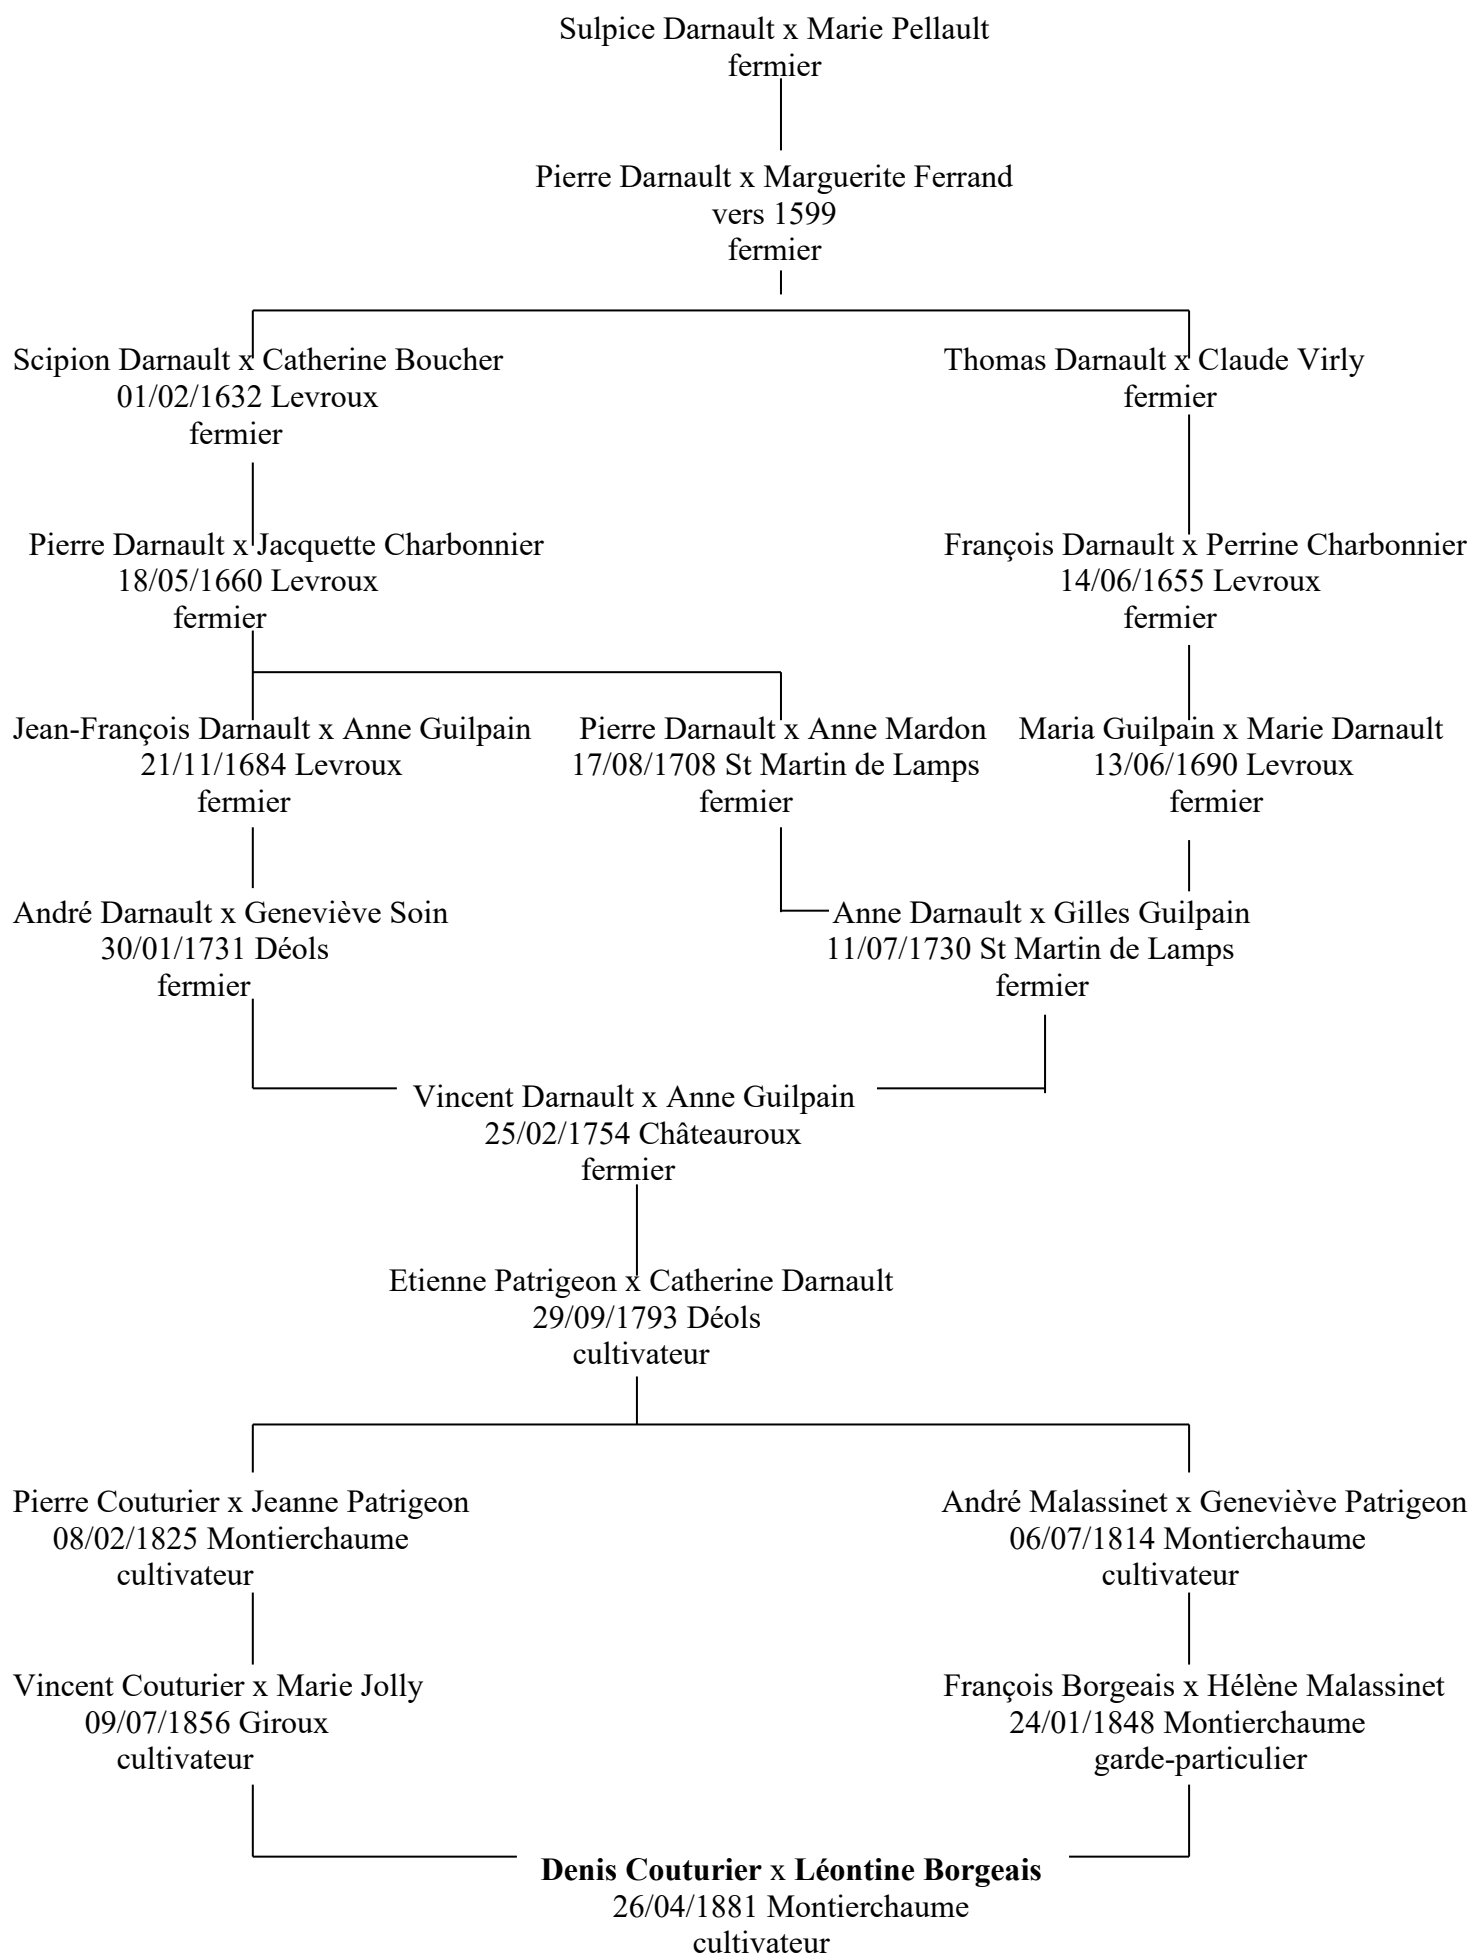 Sulpice Darnault x Marie Pellault
fermier
Pierre Darnault x Marguerite Ferrand
vers 1599
fermier
Scipion Darnault x Catherine Boucher
01/02/1632 Levroux
fermier
Thomas Darnault x Claude Virly
fermier
Pierre Darnault x Jacquette Charbonnier
18/05/1660 Levroux
fermier
François Darnault x Perrine Charbonnier
14/06/1655 Levroux
fermier
Jean-François Darnault x Anne Guilpain
21/11/1684 Levroux
fermier
Pierre Darnault x Anne Mardon
17/08/1708 St Martin de Lamps
fermier
Maria Guilpain x Marie Darnault
13/06/1690 Levroux
fermier
André Darnault x Geneviève Soin
30/01/1731 Déols
fermier
Anne Darnault x Gilles Guilpain
11/07/1730 St Martin de Lamps
fermier
Vincent Darnault x Anne Guilpain
25/02/1754 Châteauroux
fermier
Etienne Patrigeon x Catherine Darnault
29/09/1793 Déols
cultivateur
Pierre Couturier x Jeanne Patrigeon
08/02/1825 Montierchaume
cultivateur
André Malassinet x Geneviève Patrigeon
06/07/1814 Montierchaume
cultivateur
Vincent Couturier x Marie Jolly
09/07/1856 Giroux
cultivateur
François Borgeais x Hélène Malassinet
24/01/1848 Montierchaume
garde-particulier
Denis Couturier x Léontine Borgeais
26/04/1881 Montierchaume
cultivateur